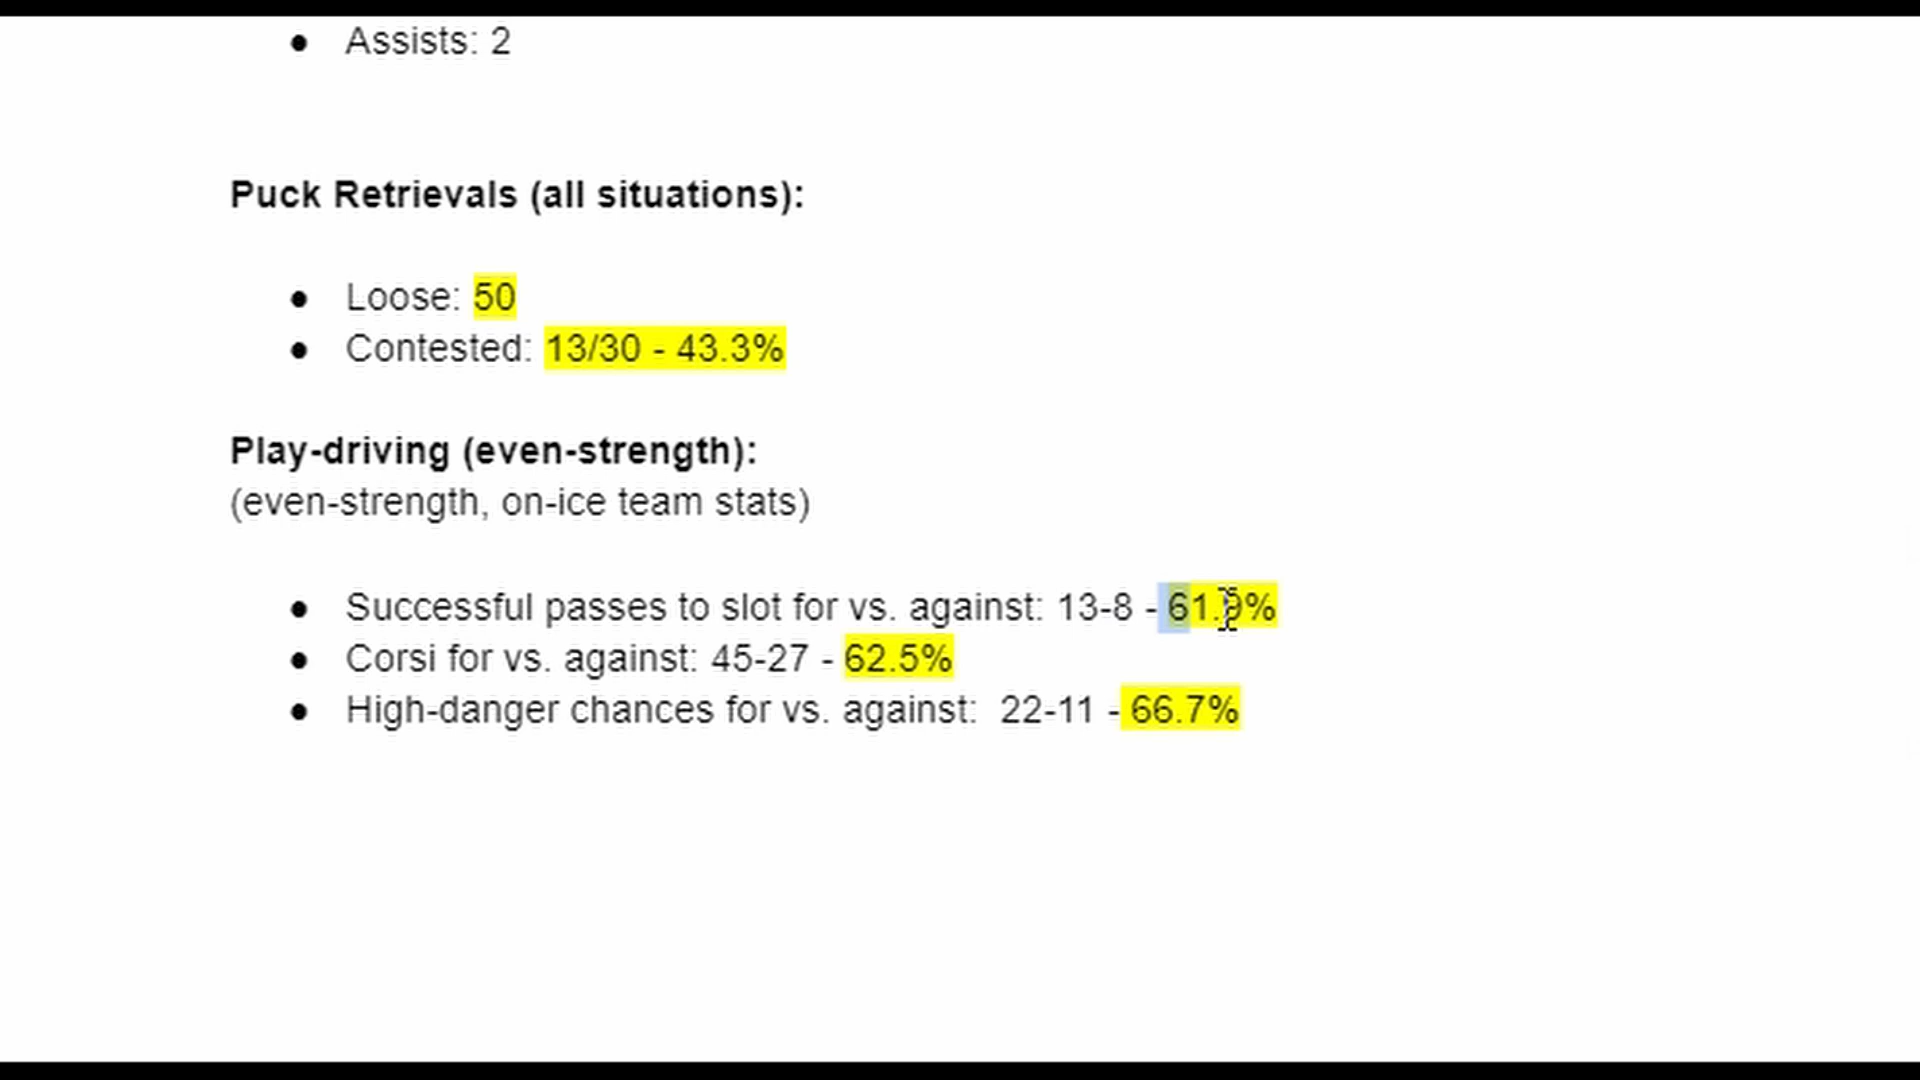 ● Assists: 2
Puck Retrievals (all situations):
● Loose: 50
● Contested: 13/30 - 43.3%
Play-driving (even-strength):
(even-strength, on-ice team stats)
● Successful passes to slot for vs. against: 13-8 - 61.9%
● Corsi for vs. against: 45-27 - 62.5%
● High-danger chances for vs. against:  22-11 - 66.7%